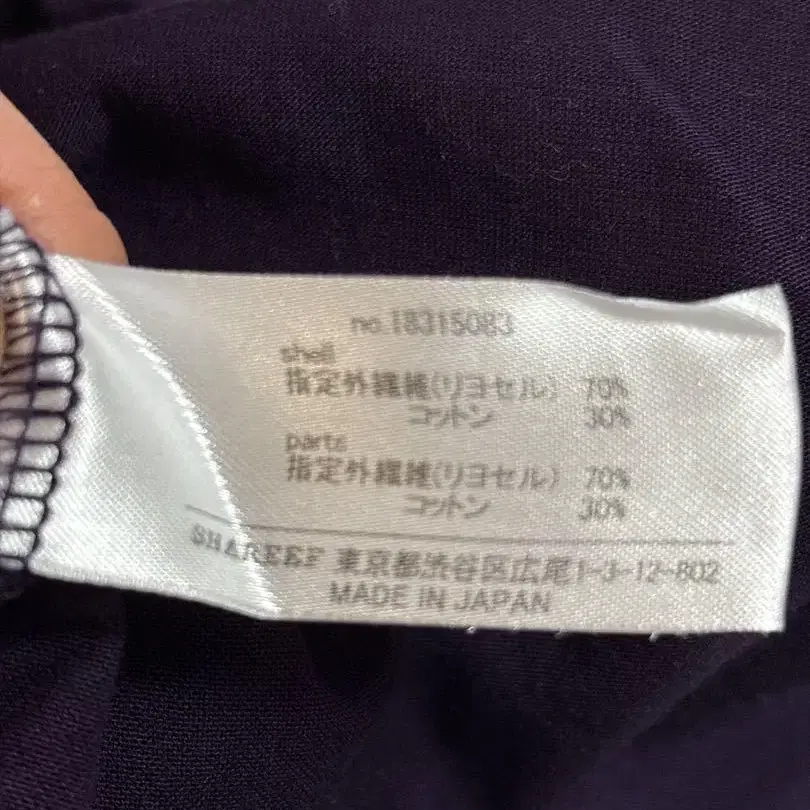 no.18315083
shell
指定外繊維(リヨセル) 70%
コットン 30%
parts
指定外繊維(リヨセル) 70%
コットン 30%
SHAREEF 東京都渋谷区広尾1-3-12-802
MADE IN JAPAN